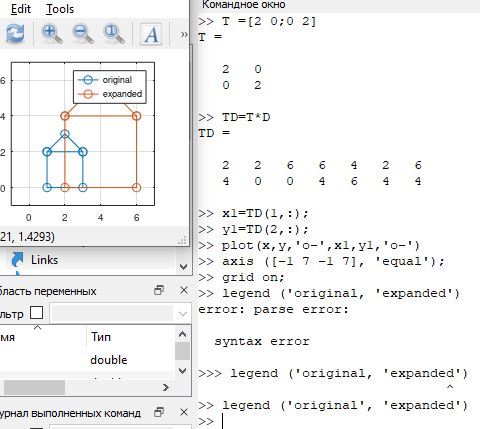 Edit Tools
A
»
original
expanded
6
4
2
0
0 2 4 6
21, 1.4293)
Links
бласть переменных
льтр
мя Тип
double
урнал выполненных команд
Командное окно
>> T =[2 0;0 2]
T =
2 0
0 2
>> TD=T*D
TD =
2 2 6 6 4 2 6
4 0 0 4 6 4 4
>> x1=TD(1,:);
>> y1=TD(2,:);
>> plot(x,y,'o-',x1,y1,'o-')
>> axis ([-1 7 -1 7], 'equal');
>> grid on;
>> legend ('original, 'expanded')
error: parse error:
syntax error
>>> legend ('original, 'expanded')
^
>> legend ('original', 'expanded')
>>